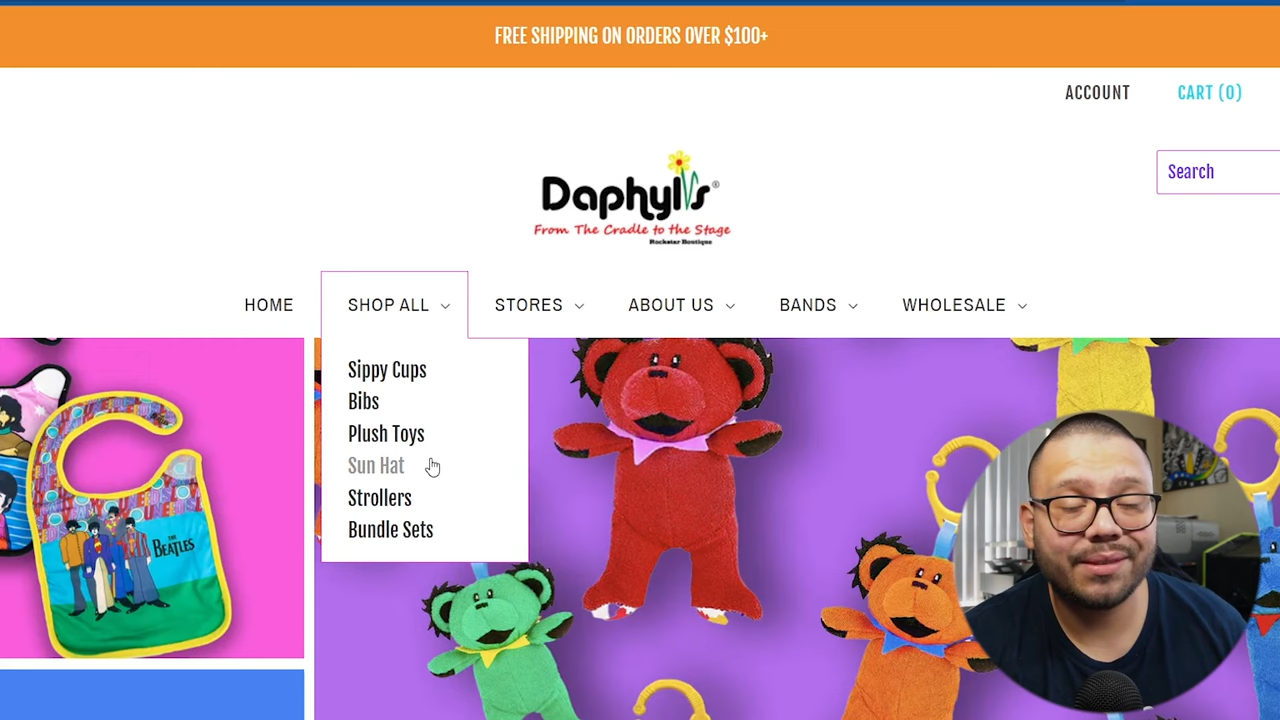 FREE SHIPPING ON ORDERS OVER $100+
ACCOUNT
CART (0)
Daphyl's®
From The Cradle to the Stage
Rockstar Boutique
Search
HOME
SHOP ALL
STORES
ABOUT US
BANDS
WHOLESALE
Sippy Cups
Bibs
Plush Toys
Sun Hat
Strollers
Bundle Sets
THE
BEATLES